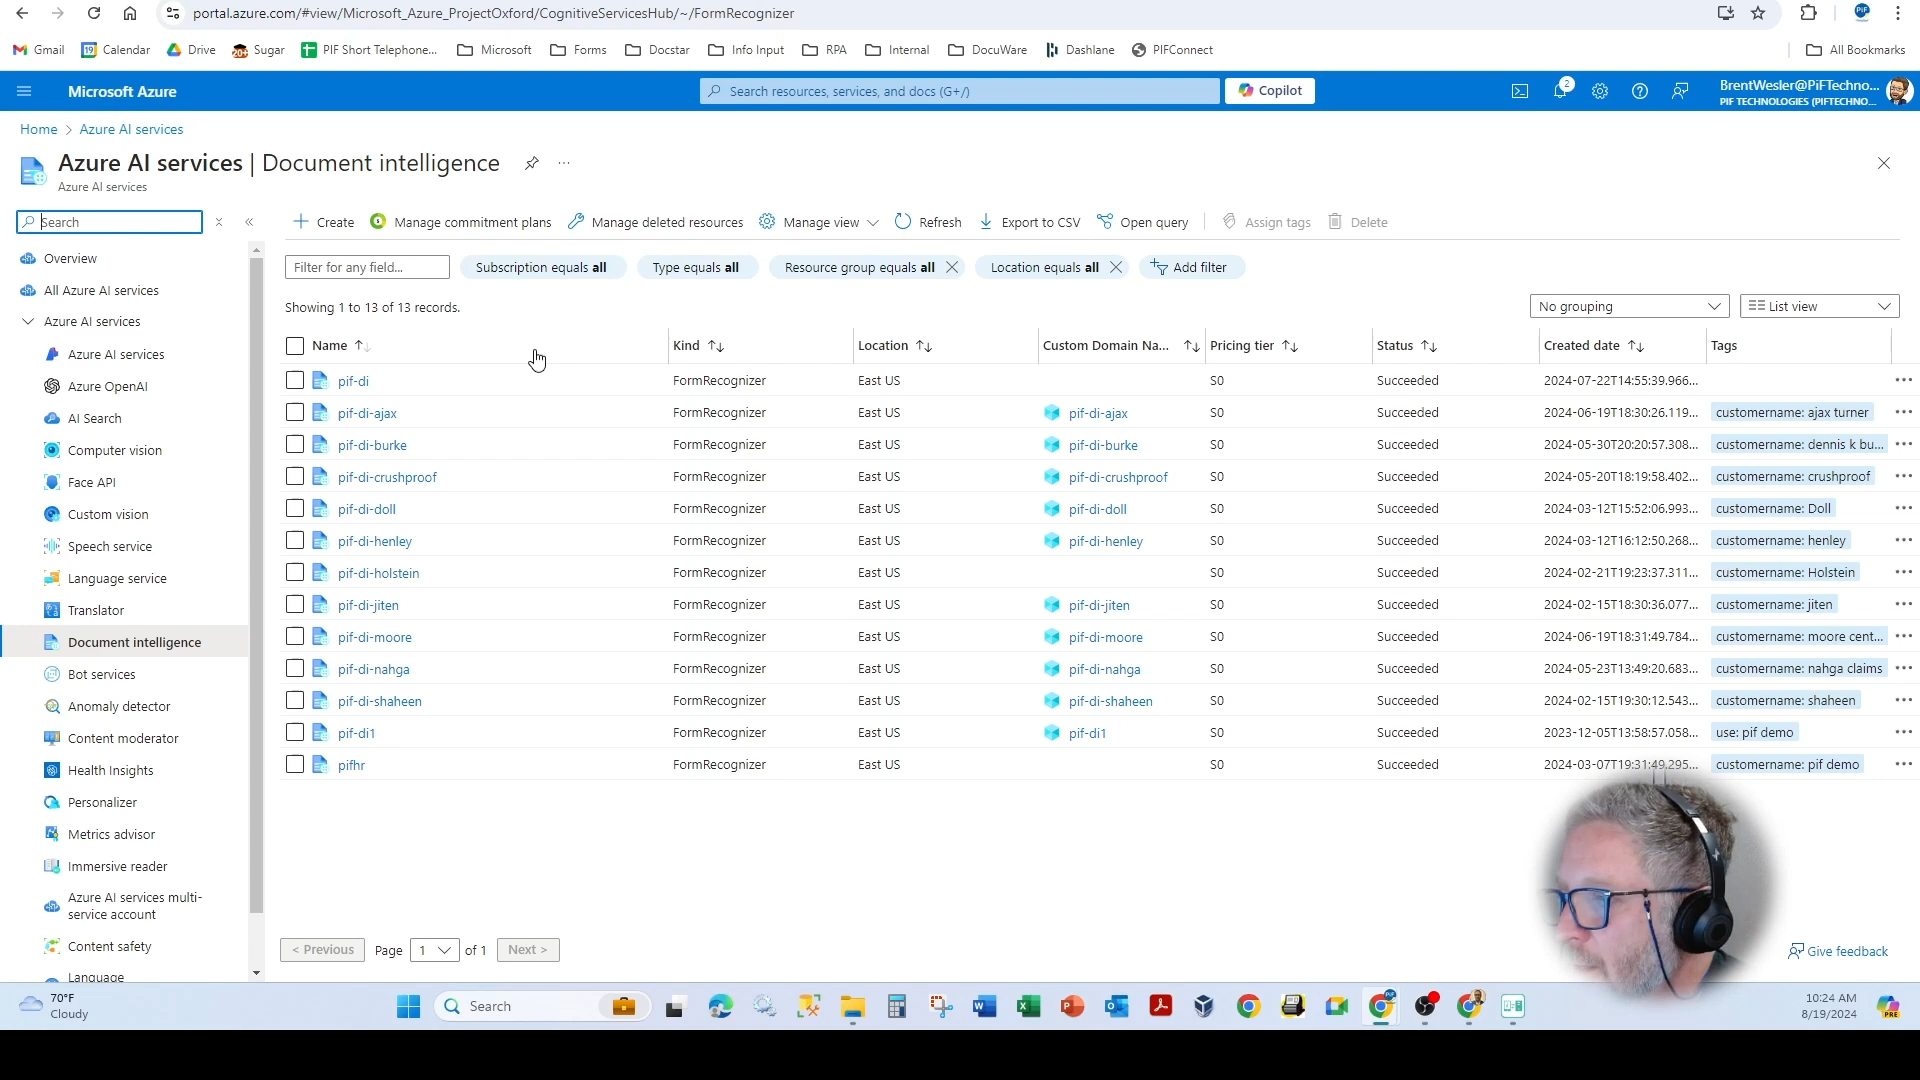 portal.azure.com/#view/Microsoft_Azure_ProjectOxford/CognitiveServicesHub/~/FormRecognizer
Gmail Calendar Drive Sugar PIF Short Telephone... Microsoft Forms Docstar Info Input RPA Internal DocuWare Dashlane PIFConnect All Bookmarks
Microsoft Azure Search resources, services, and docs (G+/) Copilot 2 BrentWesler@PiFTechno...
PIF TECHNOLOGIES (PIFTECHNO...
Home > Azure AI services
Azure AI services | Document intelligence
Azure AI services
Search
Create Manage commitment plans Manage deleted resources Manage view Refresh Export to CSV Open query Assign tags Delete
Overview
All Azure AI services
Azure AI services
Azure AI services
Azure OpenAI
AI Search
Computer vision
Face API
Custom vision
Speech service
Language service
Translator
Document intelligence
Bot services
Anomaly detector
Content moderator
Health Insights
Personalizer
Metrics advisor
Immersive reader
Azure AI services multi-
service account
Content safety
Language
Filter for any field... Subscription equals all Type equals all Resource group equals all Location equals all Add filter
Showing 1 to 13 of 13 records. No grouping List view
Name Kind Location Custom Domain Na... Pricing tier Status Created date Tags
pif-di FormRecognizer East US S0 Succeeded 2024-07-22T14:55:39.966...
pif-di-ajax FormRecognizer East US pif-di-ajax S0 Succeeded 2024-06-19T18:30:26.119... customername: ajax turner
pif-di-burke FormRecognizer East US pif-di-burke S0 Succeeded 2024-05-30T20:20:57.308... customername: dennis k bu...
pif-di-crushproof FormRecognizer East US pif-di-crushproof S0 Succeeded 2024-05-20T18:19:58.402... customername: crushproof
pif-di-doll FormRecognizer East US pif-di-doll S0 Succeeded 2024-03-12T15:52:06.993... customername: Doll
pif-di-henley FormRecognizer East US pif-di-henley S0 Succeeded 2024-03-12T16:12:50.268... customername: henley
pif-di-holstein FormRecognizer East US S0 Succeeded 2024-02-21T19:23:37.311... customername: Holstein
pif-di-jiten FormRecognizer East US pif-di-jiten S0 Succeeded 2024-02-15T18:30:36.077... customername: jiten
pif-di-moore FormRecognizer East US pif-di-moore S0 Succeeded 2024-06-19T18:31:49.784... customername: moore cent...
pif-di-nahga FormRecognizer East US pif-di-nahga S0 Succeeded 2024-05-23T13:49:20.683... customername: nahga claims
pif-di-shaheen FormRecognizer East US pif-di-shaheen S0 Succeeded 2024-02-15T19:30:12.543... customername: shaheen
pif-di1 FormRecognizer East US pif-di1 S0 Succeeded 2023-12-05T13:58:57.058... use: pif demo
pifhr FormRecognizer East US S0 Succeeded 2024-03-07T19:31:49.295... customername: pif demo
< Previous Page 1 of 1 Next > Give feedback
70°F
Cloudy
Search
10:24 AM
8/19/2024